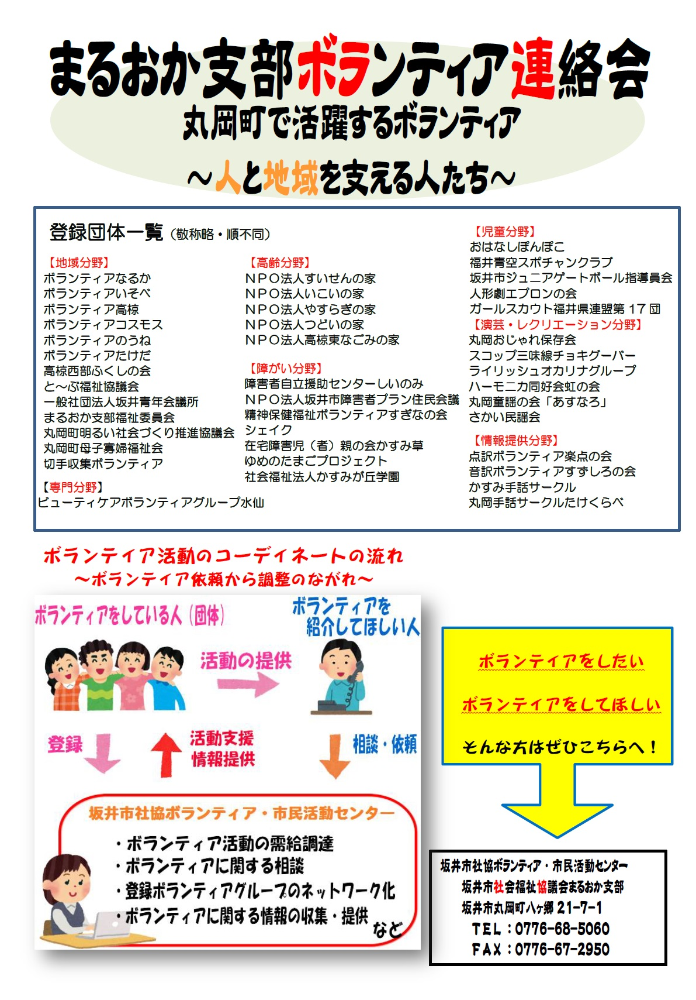 まるおか支部ボランティア連絡会
丸岡町で活躍するボランティア
～人と地域を支える人たち～
登録団体一覧（敬称略・順不同）
【地域分野】
ボランティアなるか
ボランティアいそべ
ボランティア高椋
ボランティアコスモス
ボランティアのうね
ボランティアたけだ
高椋西部ふくしの会
と～ぶ福祉協議会
一般社団法人坂井青年会議所
まるおか支部福祉委員会
丸岡町明るい社会づくり推進協議会
丸岡町母子寡婦福祉会
切手収集ボランティア
【専門分野】
ビューティケアボランティアグループ水仙
【高齢分野】
ＮＰＯ法人すいせんの家
ＮＰＯ法人いこいの家
ＮＰＯ法人やすらぎの家
ＮＰＯ法人つどいの家
ＮＰＯ法人高椋東なごみの家
【障がい分野】
障害者自立援助センターしいのみ
ＮＰＯ法人坂井市障害者プラン住民会議
精神保健福祉ボランティアすぎなの会
シェイク
在宅障害児（者）親の会かすみ草
ゆめのたまごプロジェクト
社会福祉法人かすみが丘学園
【児童分野】
おはなしぽんぽこ
福井青空スポチャンクラブ
坂井市ジュニアゲートボール指導員会
人形劇エプロンの会
ガールスカウト福井県連盟第17団
【演芸・レクリエーション分野】
丸岡おじゃれ保存会
スコップ三味線チョキグーバー
ライリッシュオカリナグループ
ハーモニカ同好会虹の会
丸岡童謡の会「あすなろ」
さかい民謡会
【情報提供分野】
点訳ボランティア楽点の会
音訳ボランティアすずしろの会
かすみ手話サークル
丸岡手話サークルたけくらべ
ボランティア活動のコーディネートの流れ
～ボランティア依頼から調整のながれ～
ボランティアをしている人（団体）
ボランティアを
紹介してほしい人
活動の提供
登録
活動支援
情報提供
相談・依頼
坂井市社協ボランティア・市民活動センター
・ボランティア活動の需給調達
・ボランティアに関する相談
・登録ボランティアグループのネットワーク化
・ボランティアに関する情報の収集・提供
など
ボランティアをしたい
ボランティアをしてほしい
そんな方はぜひこちらへ！
坂井市社協ボランティア・市民活動センター
坂井市社会福祉協議会まるおか支部
坂井市丸岡町八ヶ郷21-7-1
ＴＥＬ：0776-68-5060
ＦＡＸ：0776-67-2950